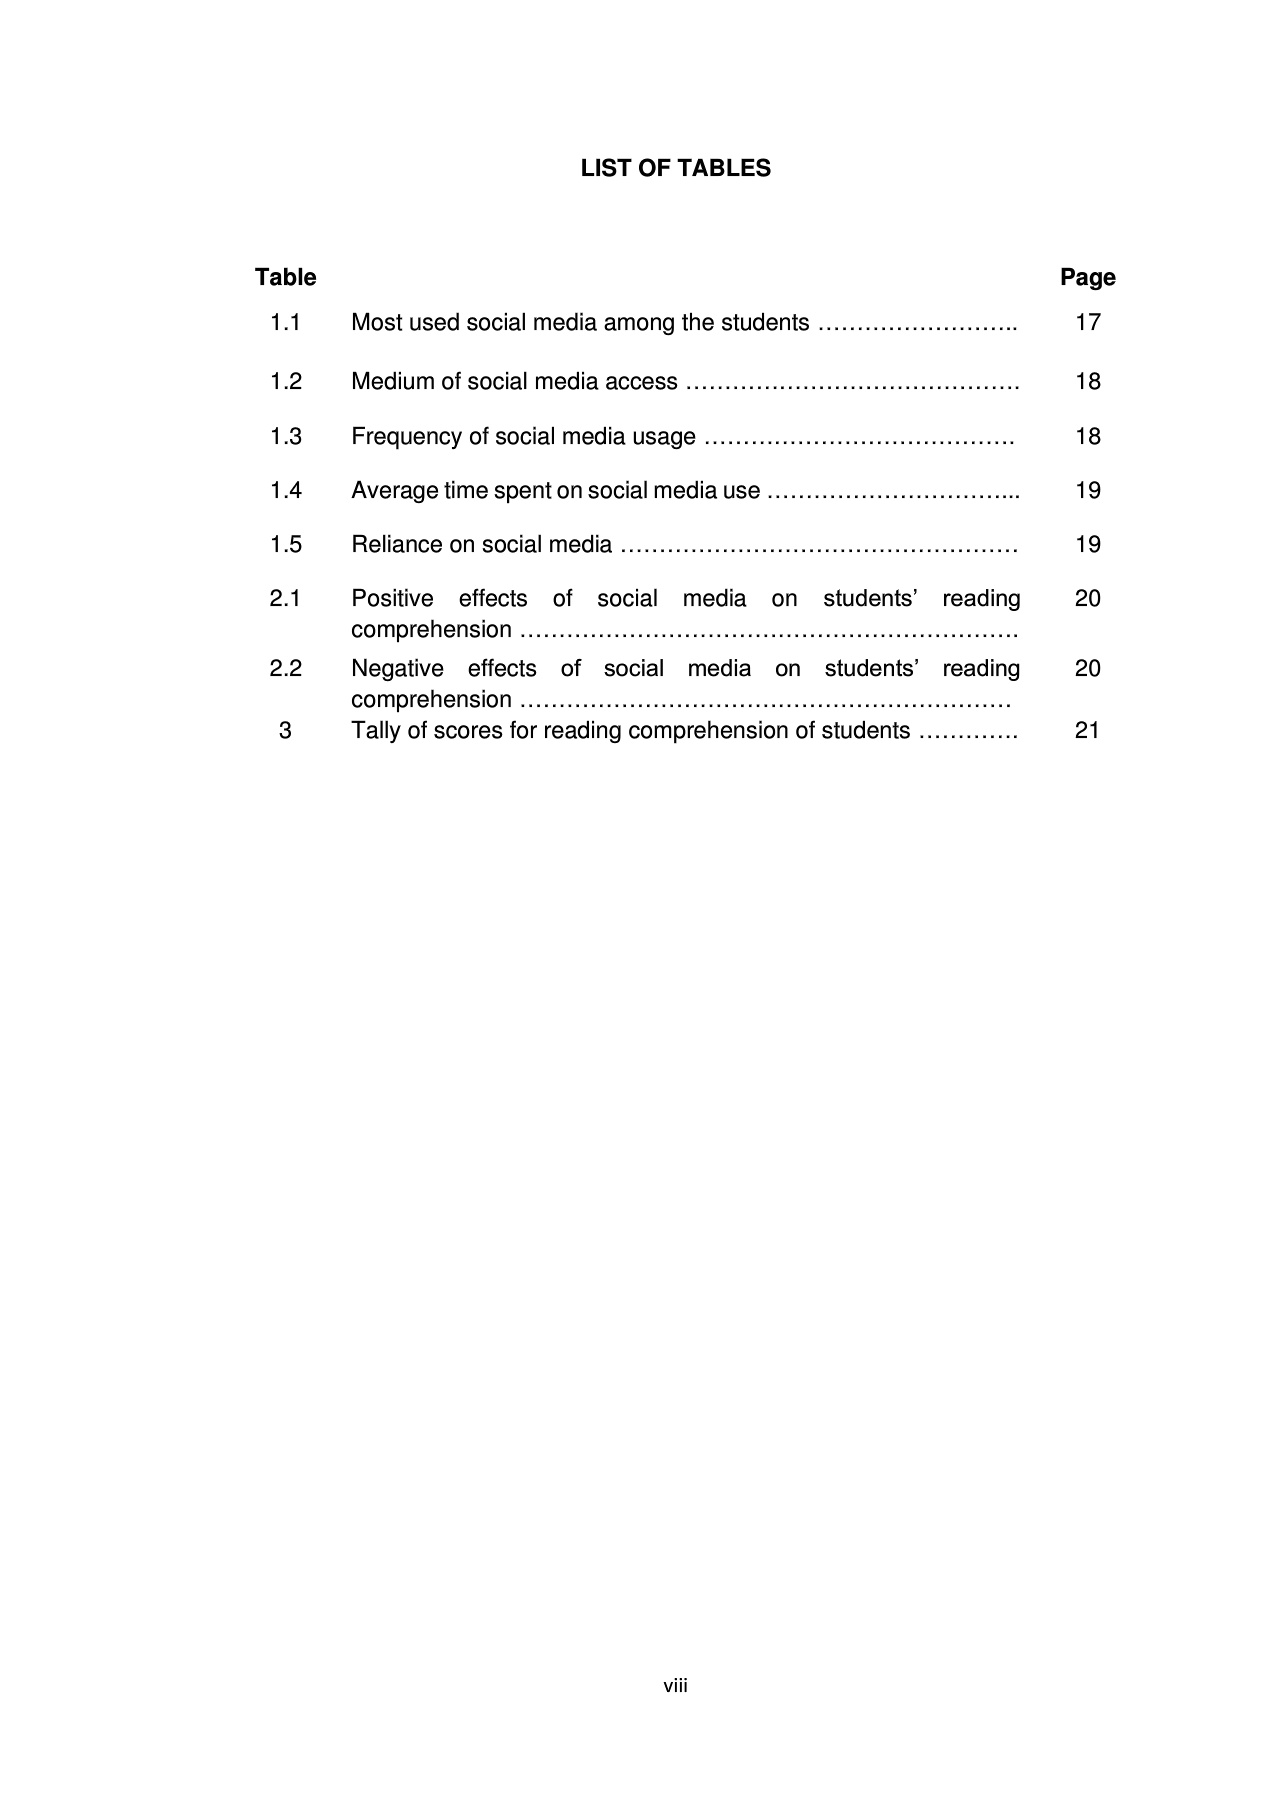 LIST OF TABLES
Table Page
1.1 Most used social media among the students …………………….. 17
1.2 Medium of social media access ……………………………………. 18
1.3 Frequency of social media usage …………………………………. 18
1.4 Average time spent on social media use …………………………... 19
1.5 Reliance on social media …………………………………………… 19
2.1 Positive effects of social media on students’ reading 20
comprehension ……………………………………………………….
2.2 Negative effects of social media on students’ reading 20
comprehension ………………………………………………………
3 Tally of scores for reading comprehension of students …………. 21
viii